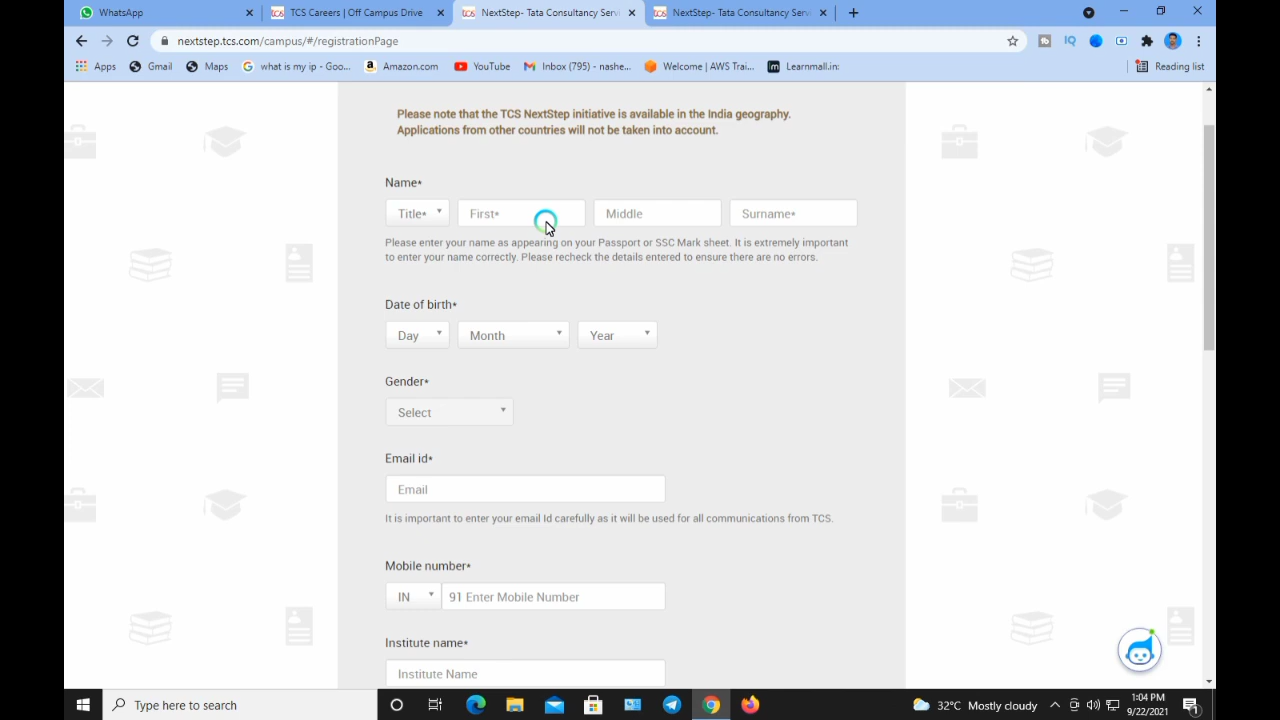 WhatsApp
TCS Careers | Off Campus Drive
NextStep- Tata Consultancy Servi
NextStep- Tata Consultancy Servi
nextstep.tcs.com/campus/#/registrationPage
Apps
Gmail
Maps
what is my ip - Goo...
Amazon.com
YouTube
Inbox (795) - nashe...
Welcome | AWS Trai...
Learnmall.in:
Reading list
Please note that the TCS NextStep initiative is available in the India geography.
Applications from other countries will not be taken into account.
Name*
Title*
First*
Middle
Surname*
Please enter your name as appearing on your Passport or SSC Mark sheet. It is extremely important
to enter your name correctly. Please recheck the details entered to ensure there are no errors.
Date of birth*
Day
Month
Year
Gender*
Select
Email id*
Email
It is important to enter your email Id carefully as it will be used for all communications from TCS.
Mobile number*
IN
91 Enter Mobile Number
Institute name*
Institute Name
Type here to search
32°C Mostly cloudy
1:04 PM
9/22/2021